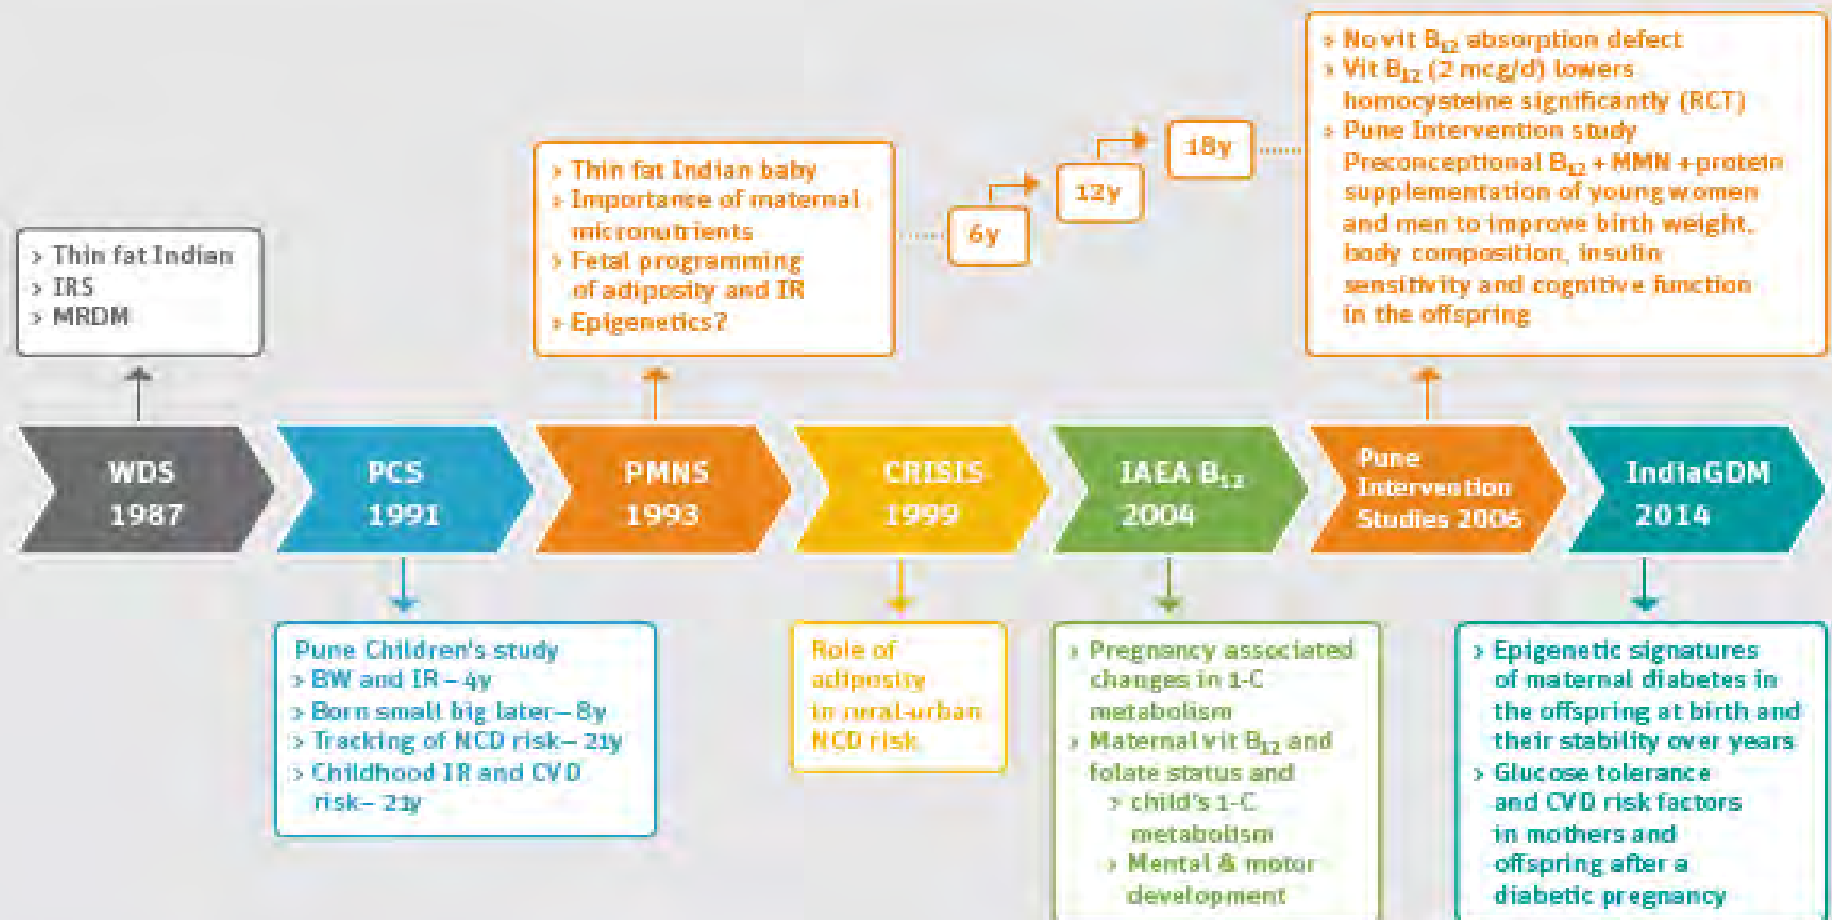 > No vit B12 absorption defect
> Vit B12 (2 mcg/d) lowers
homocysteine significantly (RCT)
> Pune Intervention study
Preconceptional B12 + MMN + protein
supplementation of young women
and men to improve birth weight,
body composition, insulin
sensitivity and cognitive function
in the offspring
18y
12y
6y
> Thin fat Indian baby
> Importance of maternal
micronutrients
> Fetal programming
of adiposity and IR
> Epigenetics?
> Thin fat Indian
> IRS
> MRDM
WDS
1987
PCS
1991
PMNS
1993
CRISIS
1999
IAEA B12
2004
Pune
Intervention
Studies 2006
IndiaGDM
2014
Pune Children's study
> BW and IR – 4y
> Born small big later – 8y
> Tracking of NCD risk – 21y
> Childhood IR and CVD
risk – 21y
Role of
adiposity
in rural-urban
NCD risk
> Pregnancy associated
changes in 1-C
metabolism
> Maternal vit B12 and
folate status and
> child's 1-C
metabolism
> Mental & motor
development
> Epigenetic signatures
of maternal diabetes in
the offspring at birth and
their stability over years
> Glucose tolerance
and CVD risk factors
in mothers and
offspring after a
diabetic pregnancy